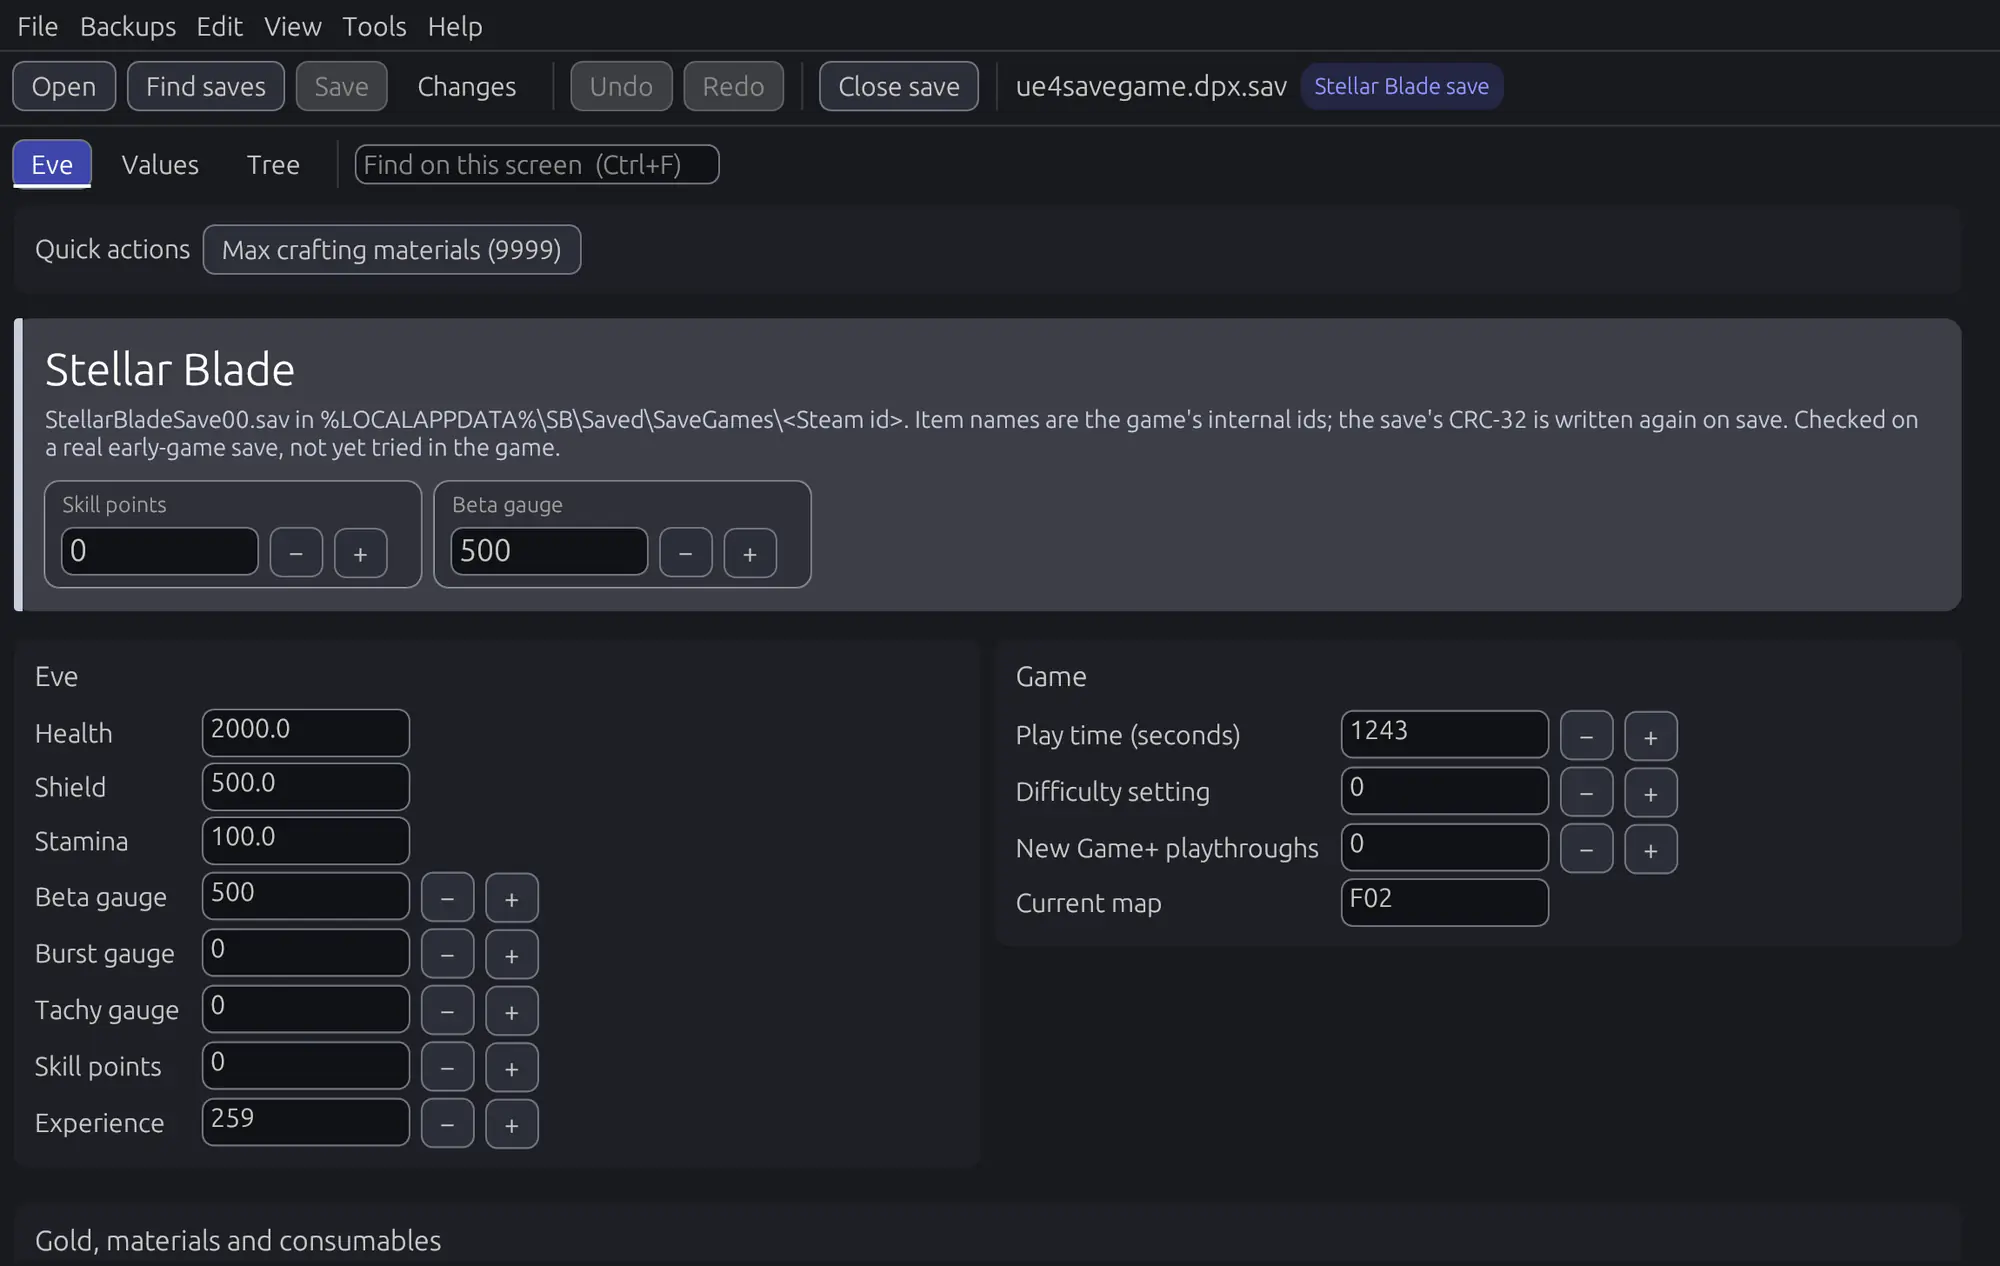 File Backups Edit View Tools Help
Open Find saves Save Changes Undo Redo Close save ue4savegame.dpx.sav Stellar Blade save
Eve Values Tree Find on this screen (Ctrl+F)
Quick actions Max crafting materials (9999)
Stellar Blade
StellarBladeSave00.sav in %LOCALAPPDATA%\SB\Saved\SaveGames\<Steam id>. Item names are the game's internal ids; the save's CRC-32 is written again on save. Checked on
a real early-game save, not yet tried in the game.
Skill points
0 − +
Beta gauge
500 − +
Eve
Health 2000.0
Shield 500.0
Stamina 100.0
Beta gauge 500 − +
Burst gauge 0 − +
Tachy gauge 0 − +
Skill points 0 − +
Experience 259 − +
Game
Play time (seconds) 1243 − +
Difficulty setting 0 − +
New Game+ playthroughs 0 − +
Current map F02
Gold, materials and consumables